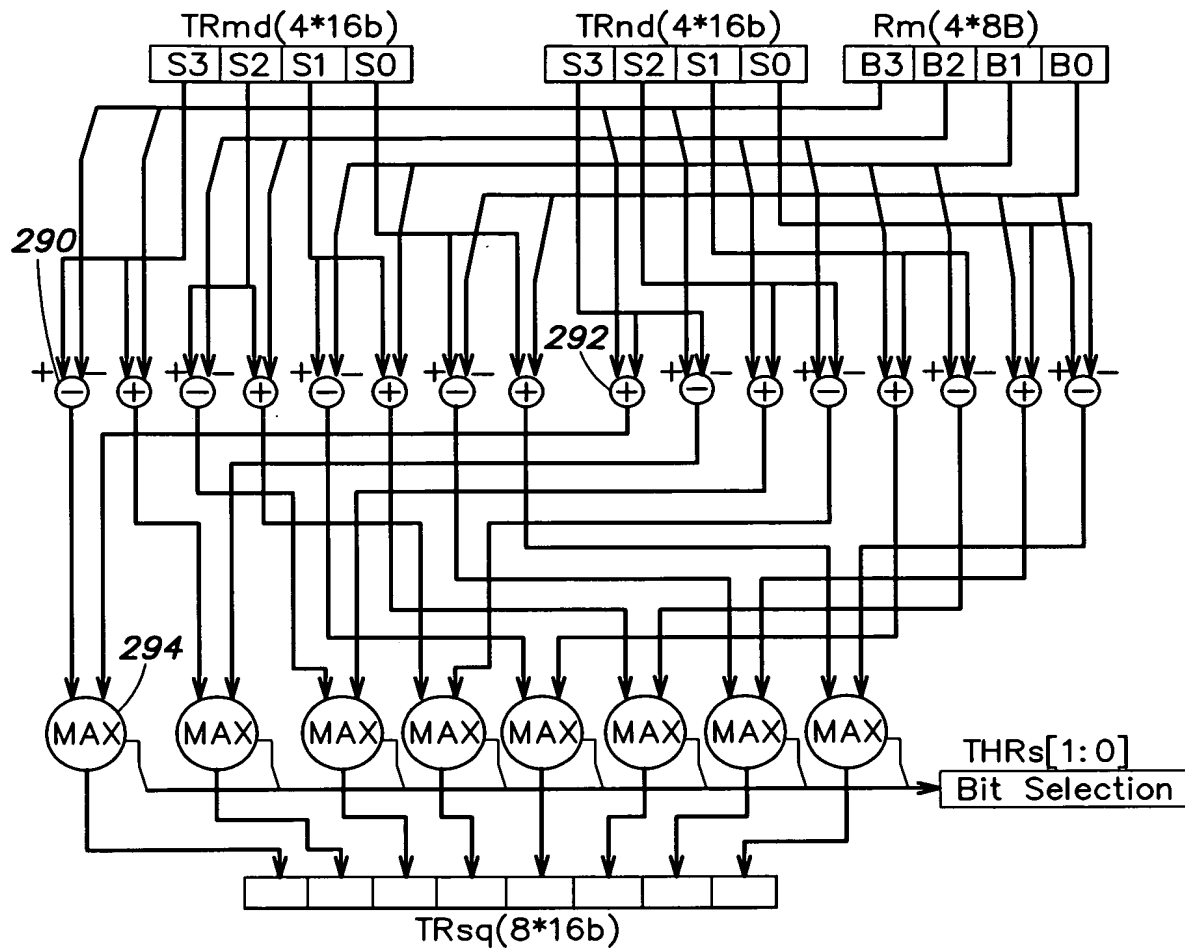 TRmd(4*16b) TRnd(4*16b) Rm(4*8B)
S3 S2 S1 S0 S3 S2 S1 S0 B3 B2 B1 B0
290
292
+ − + − + − + − + − + − + − + −
− + − + − + − + + − + − + − + −
294
MAX MAX MAX MAX MAX MAX MAX MAX
THRs[1:0]
Bit Selection
TRsq(8*16b)